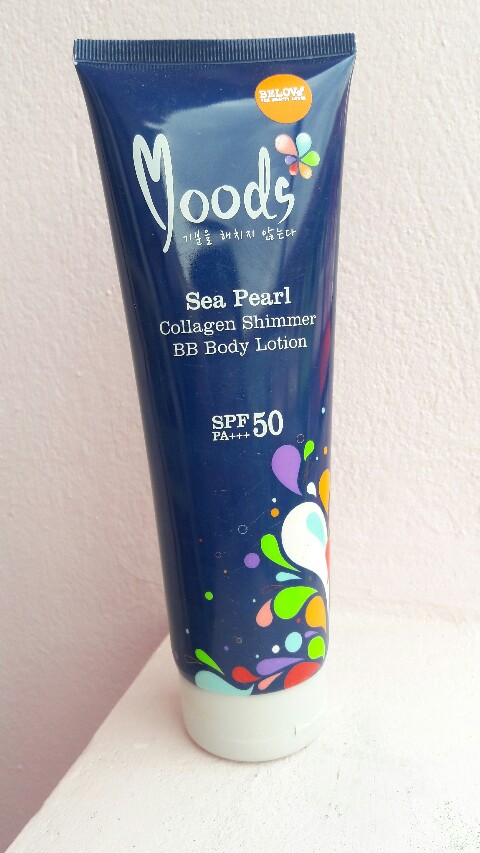 BELOV
Moods
기분을 해치지 않는다
Sea Pearl
Collagen Shimmer
BB Body Lotion
SPF 50
PA+++